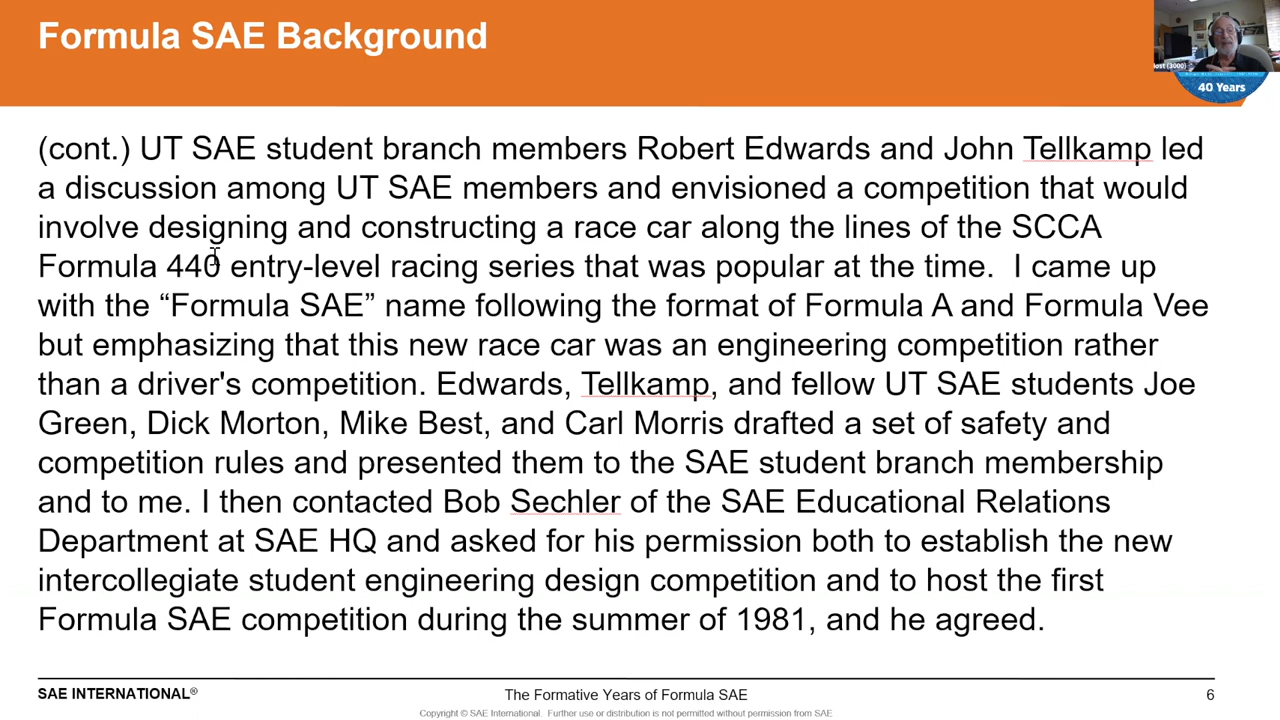 Formula SAE Background
40 Years
(cont.) UT SAE student branch members Robert Edwards and John Tellkamp led
a discussion among UT SAE members and envisioned a competition that would
involve designing and constructing a race car along the lines of the SCCA
Formula 440 entry-level racing series that was popular at the time.  I came up
with the “Formula SAE” name following the format of Formula A and Formula Vee
but emphasizing that this new race car was an engineering competition rather
than a driver's competition. Edwards, Tellkamp, and fellow UT SAE students Joe
Green, Dick Morton, Mike Best, and Carl Morris drafted a set of safety and
competition rules and presented them to the SAE student branch membership
and to me. I then contacted Bob Sechler of the SAE Educational Relations
Department at SAE HQ and asked for his permission both to establish the new
intercollegiate student engineering design competition and to host the first
Formula SAE competition during the summer of 1981, and he agreed.
SAE INTERNATIONAL®
The Formative Years of Formula SAE
6
Copyright © SAE International.  Further use or distribution is not permitted without permission from SAE